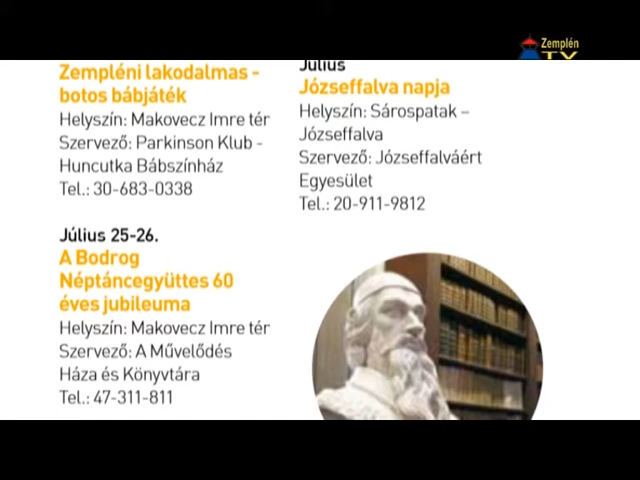 Zemplén
TV
Zempléni lakodalmas -
botos bábjáték
Helyszín: Makovecz Imre tér
Szervező: Parkinson Klub -
Huncutka Bábszínház
Tel.: 30-683-0338
Július 25-26.
A Bodrog
Néptáncegyüttes 60
éves jubileuma
Helyszín: Makovecz Imre tér
Szervező: A Művelődés
Háza és Könyvtára
Tel.: 47-311-811
Július
Józseffalva napja
Helyszín: Sárospatak –
Józseffalva
Szervező: Józseffalváért
Egyesület
Tel.: 20-911-9812